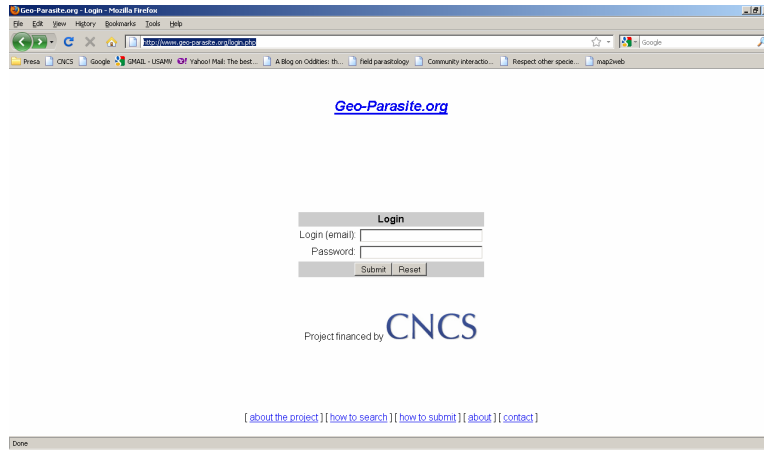 Geo-Parasite.org - Login - Mozilla Firefox
File Edit View History Bookmarks Tools Help
http://www.geo-parasite.org/login.php
Google
Presa CNCS Google GMAIL - USAMV Yahoo! Mail: The best... A Blog on Oddities: th... field parasitology Community interactio... Respect other specie... map2web
Geo-Parasite.org
Login
Login (email):
Password:
Submit Reset
Project financed by CNCS
[ about the project ] [ how to search ] [ how to submit ] [ about ] [ contact ]
Done